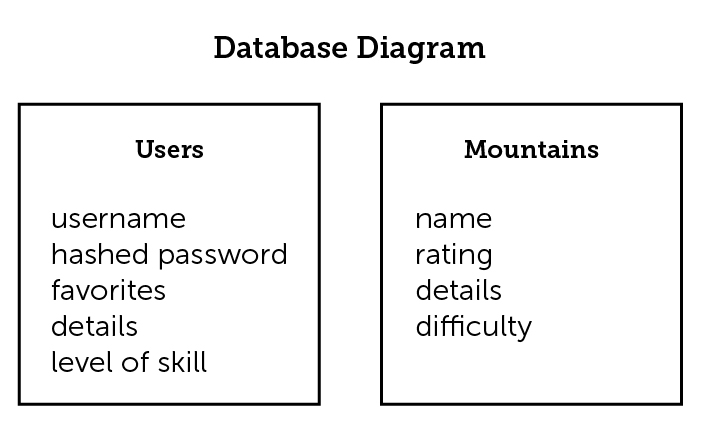 Database Diagram
Users
username
hashed password
favorites
details
level of skill
Mountains
name
rating
details
difficulty